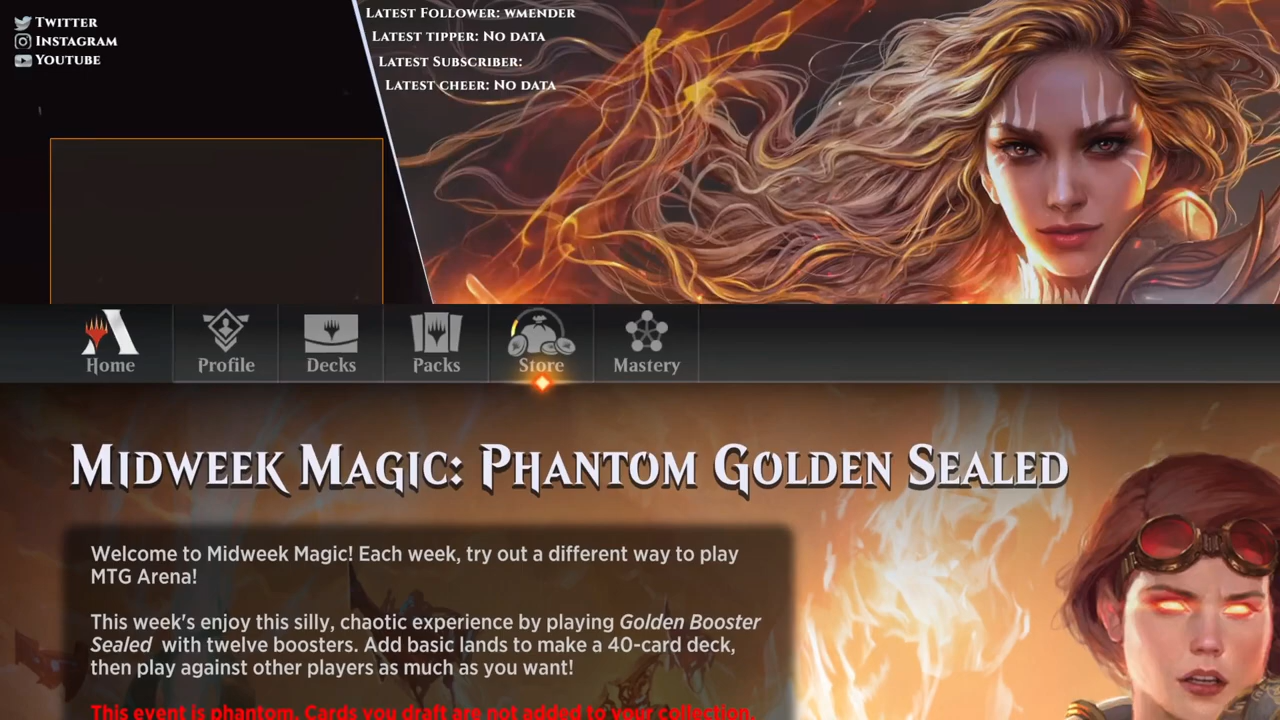 Twitter
Instagram
Youtube
Latest Follower: wmender
Latest tipper: No data
Latest Subscriber:
Latest cheer: No data
Home
Profile
Decks
Packs
Store
Mastery
Midweek Magic: Phantom Golden Sealed
Welcome to Midweek Magic! Each week, try out a different way to play
MTG Arena!
This week's enjoy this silly, chaotic experience by playing Golden Booster
Sealed with twelve boosters. Add basic lands to make a 40-card deck,
then play against other players as much as you want!
This event is phantom. Cards you draft are not added to your collection.